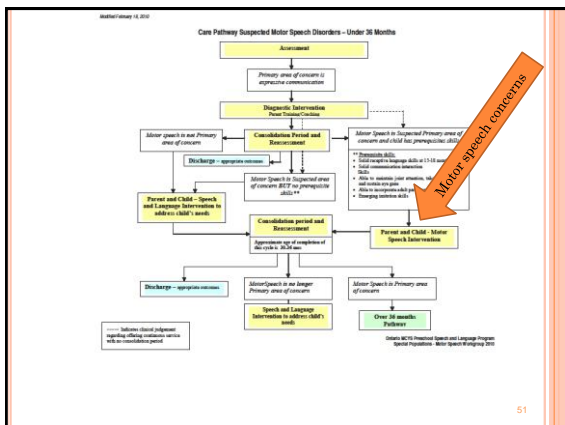 Modified February 18, 2010
Care Pathway Suspected Motor Speech Disorders – Under 36 Months
Assessment
Primary area of concern is
expressive communication
Diagnostic Intervention
Parent Training/Coaching
Motor speech is not Primary
area of concern
Consolidation Period and
Reassessment
Motor Speech is Suspected Primary area
of concern and child has prerequisites skills
Discharge – appropriate outcomes
** Prerequisite skills:
Solid receptive language skills at
Solid communication interaction
Skills
Able to maintain joint attention,
and sustain eye gaze
Able to incorporate adult
Emerging imitation skills
Motor Speech is Suspected area
of concern BUT no prerequisite
skills **
Motor speech concerns
Parent and Child – Speech
and Language Intervention to
address child's needs
Consolidation period and
Reassessment
Approximate age of completion of
this cycle is 30-36 mos
Parent and Child - Motor
Speech Intervention
Discharge – appropriate outcomes
MotorSpeech is no longer
Primary area of concern
Motor Speech is Primary area
of concern
Speech and Language
Intervention to address child's
needs
Over 36 months
Pathway
----- Indicates clinical judgement
regarding offering continuous service
with no consolidation period
Ontario MCYS Preschool Speech and Language Program
Special Populations - Motor Speech Workgroup 2010
51